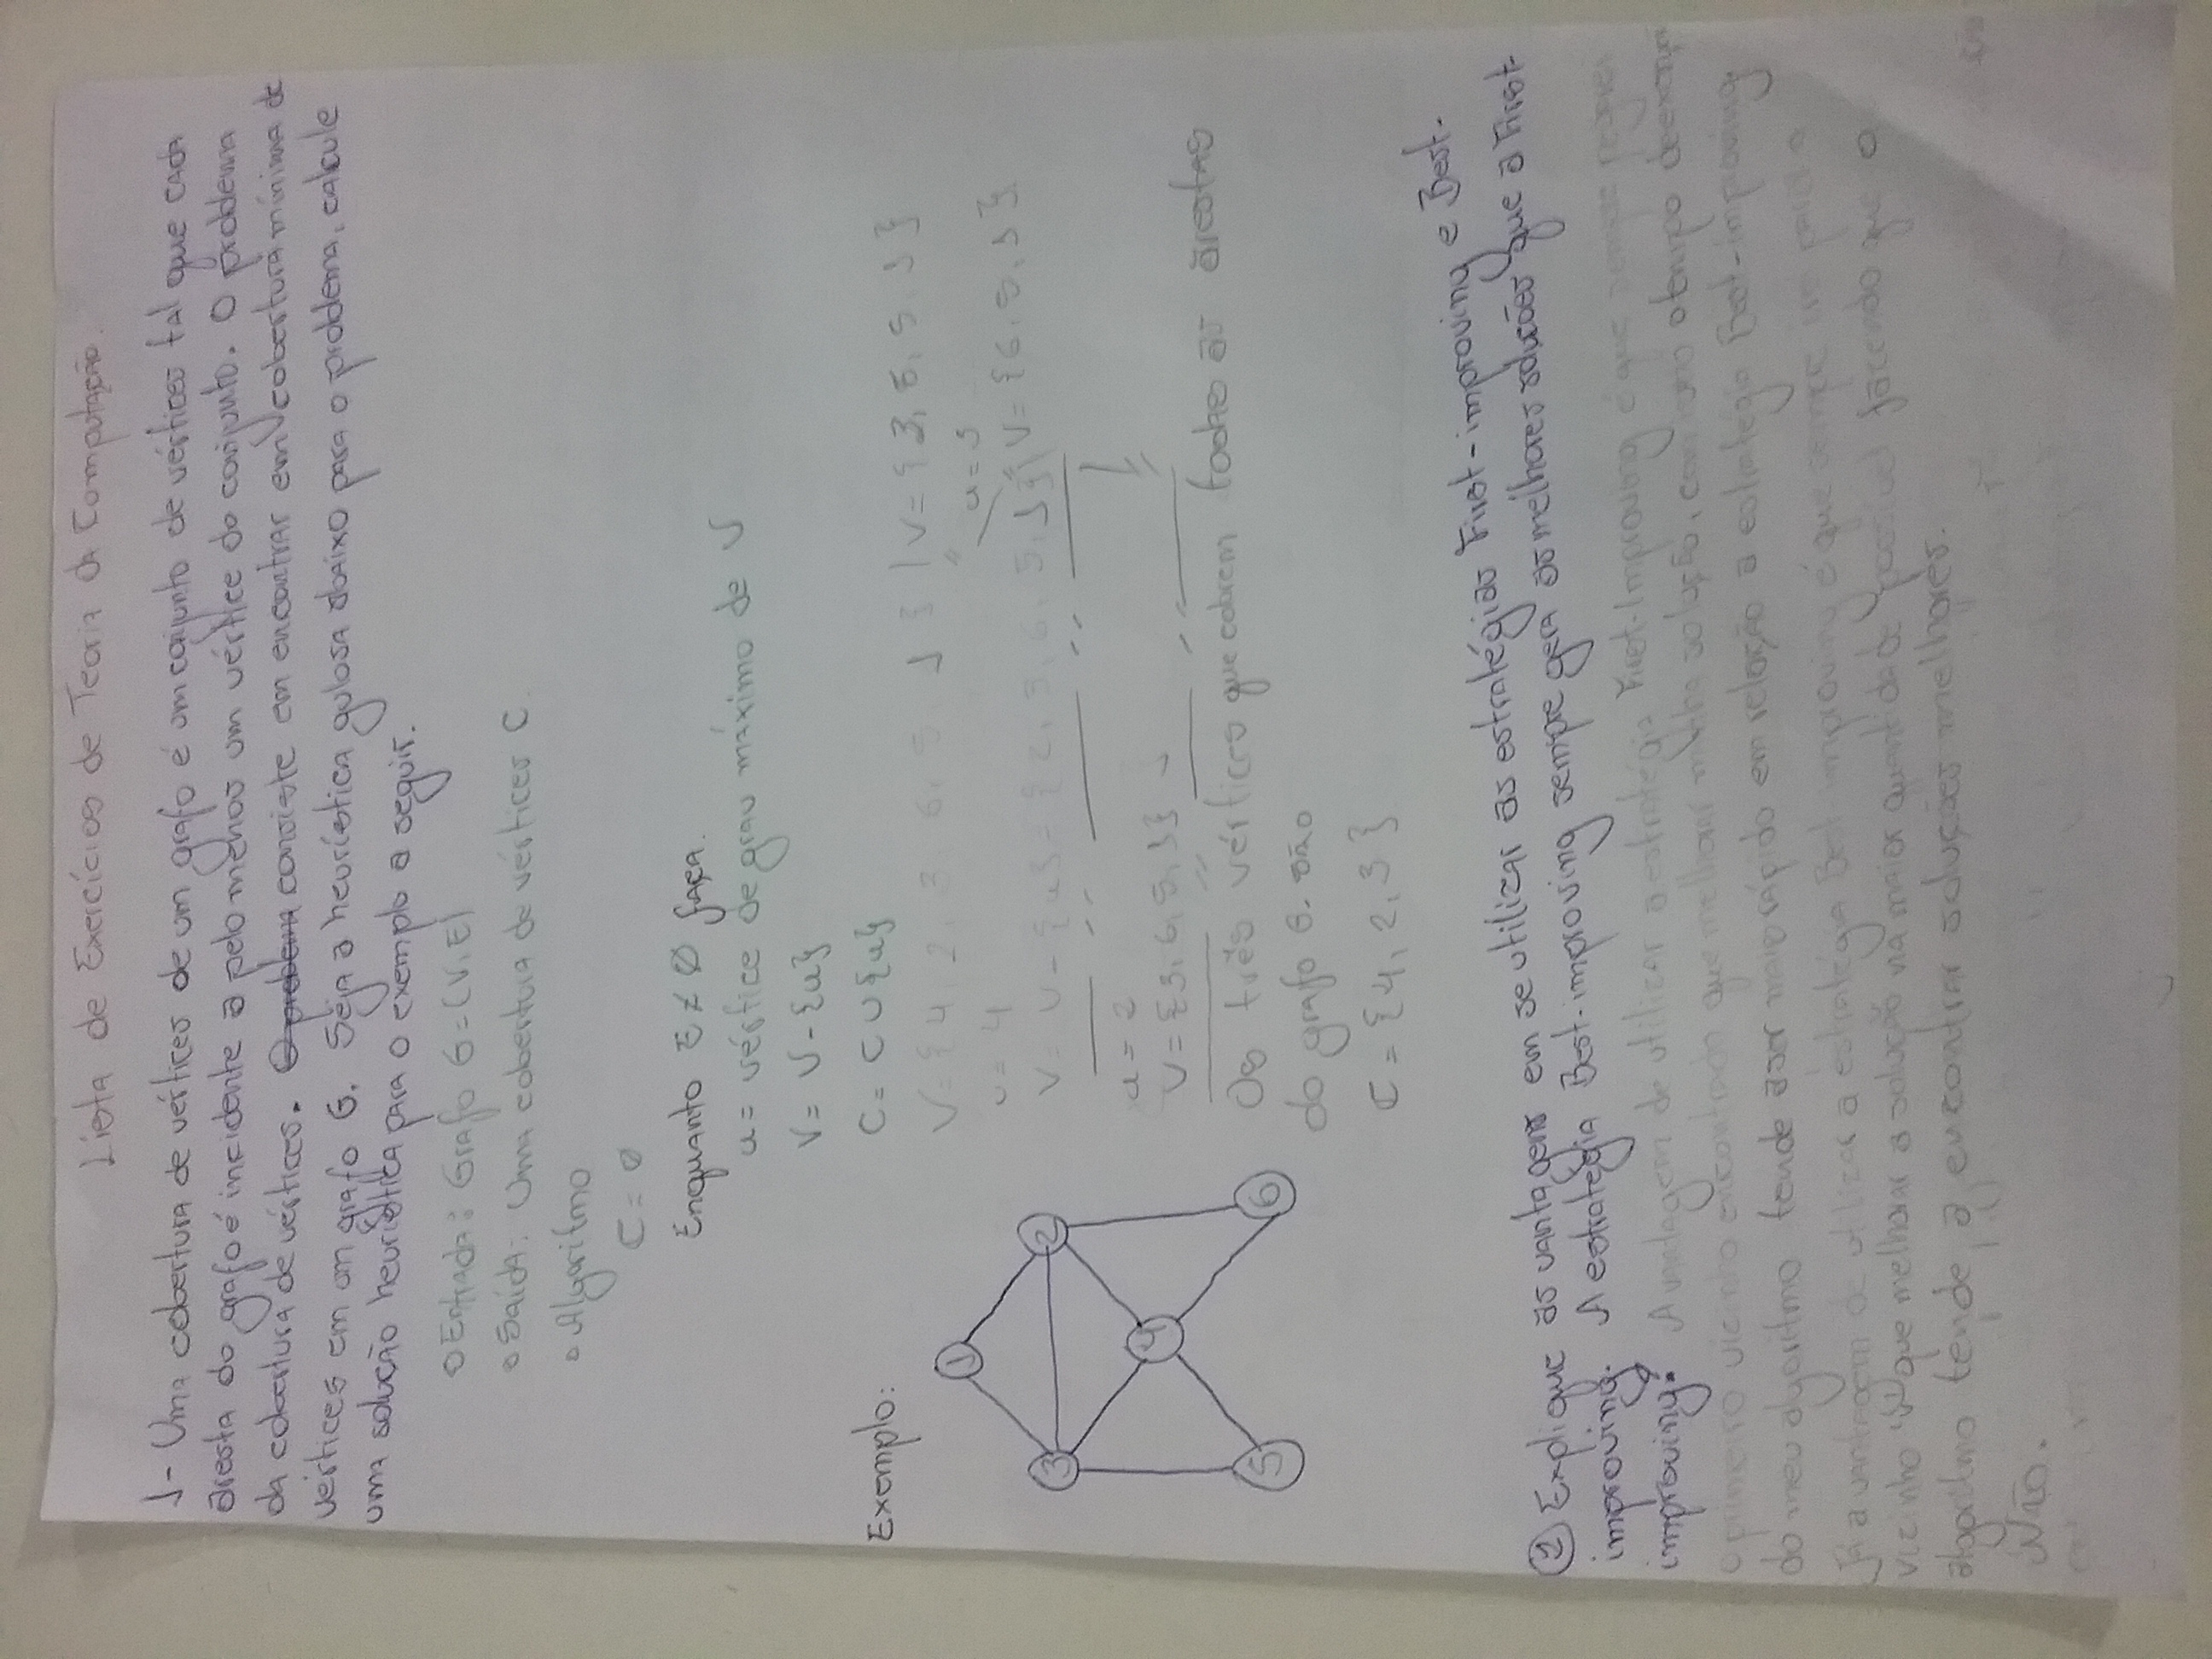 Lista de Exercícios de Teoria da Computação.
1- Uma cobertura de vértices de um grafo é um conjunto de vértices tal que cada
aresta do grafo é incidente a pelo menos um vértice do conjunto. O problema
da cobertura de vértices. O problema consiste em encontrar em cobertura mínima de
vértices em um grafo G. Seja a heurística gulosa abaixo para o problema, calcule
uma solução heurística para o exemplo a seguir.
o Entrada: Grafo G=(V,E)
o Saída: Uma cobertura de vértices C.
o Algoritmo
C = ∅
Enquanto E ≠ ∅ faça.
u = vértice de grau máximo de V
V = V - {u}
C = C ∪ {u}
Exemplo:
1
3
2
4
5
6
V = {4, 2, 3, 6, 5, 1} | V = {3, 6, 5, 1}
u = 4
u = 3
V = V - {u} = {2, 3, 6, 5, 1} | V = {6, 5, 1}
u = 2
V = {3, 6, 5, 1}
Os três vértices que cobrem todas as arestas
do grafo G. são
C = {4, 2, 3}
② Explique as vantagens em se utilizar as estratégias First-improving e Best-
improving. A estratégia Best-improving sempre gera as melhores soluções que a First-
improving? A vantagem de utilizar a estratégia First-Improving é que sempre
o primeiro vizinho encontrado que melhorar minha solução, com isso o tempo de
do meu algoritmo tende a ser mais rápido em relação a estratégia Best-improving.
Já a vantagem de utilizar a estratégia Best improving é que sempre para o
vizinho que melhorar a solução na maior quantidade possível facendo que o
algoritmo tende a encontrar soluções melhores.
Não.